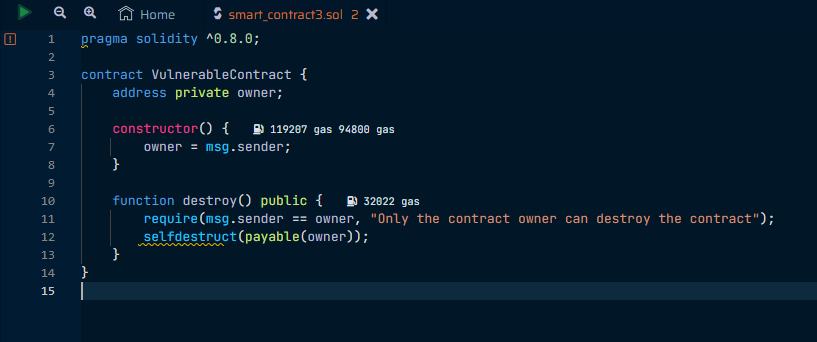 Home
smart_contract3.sol 2
1 pragma solidity ^0.8.0;
2
3 contract VulnerableContract {
4 address private owner;
5
6 constructor() { 119207 gas 94800 gas
7 owner = msg.sender;
8 }
9
10 function destroy() public { 32022 gas
11 require(msg.sender == owner, "Only the contract owner can destroy the contract");
12 selfdestruct(payable(owner));
13 }
14 }
15